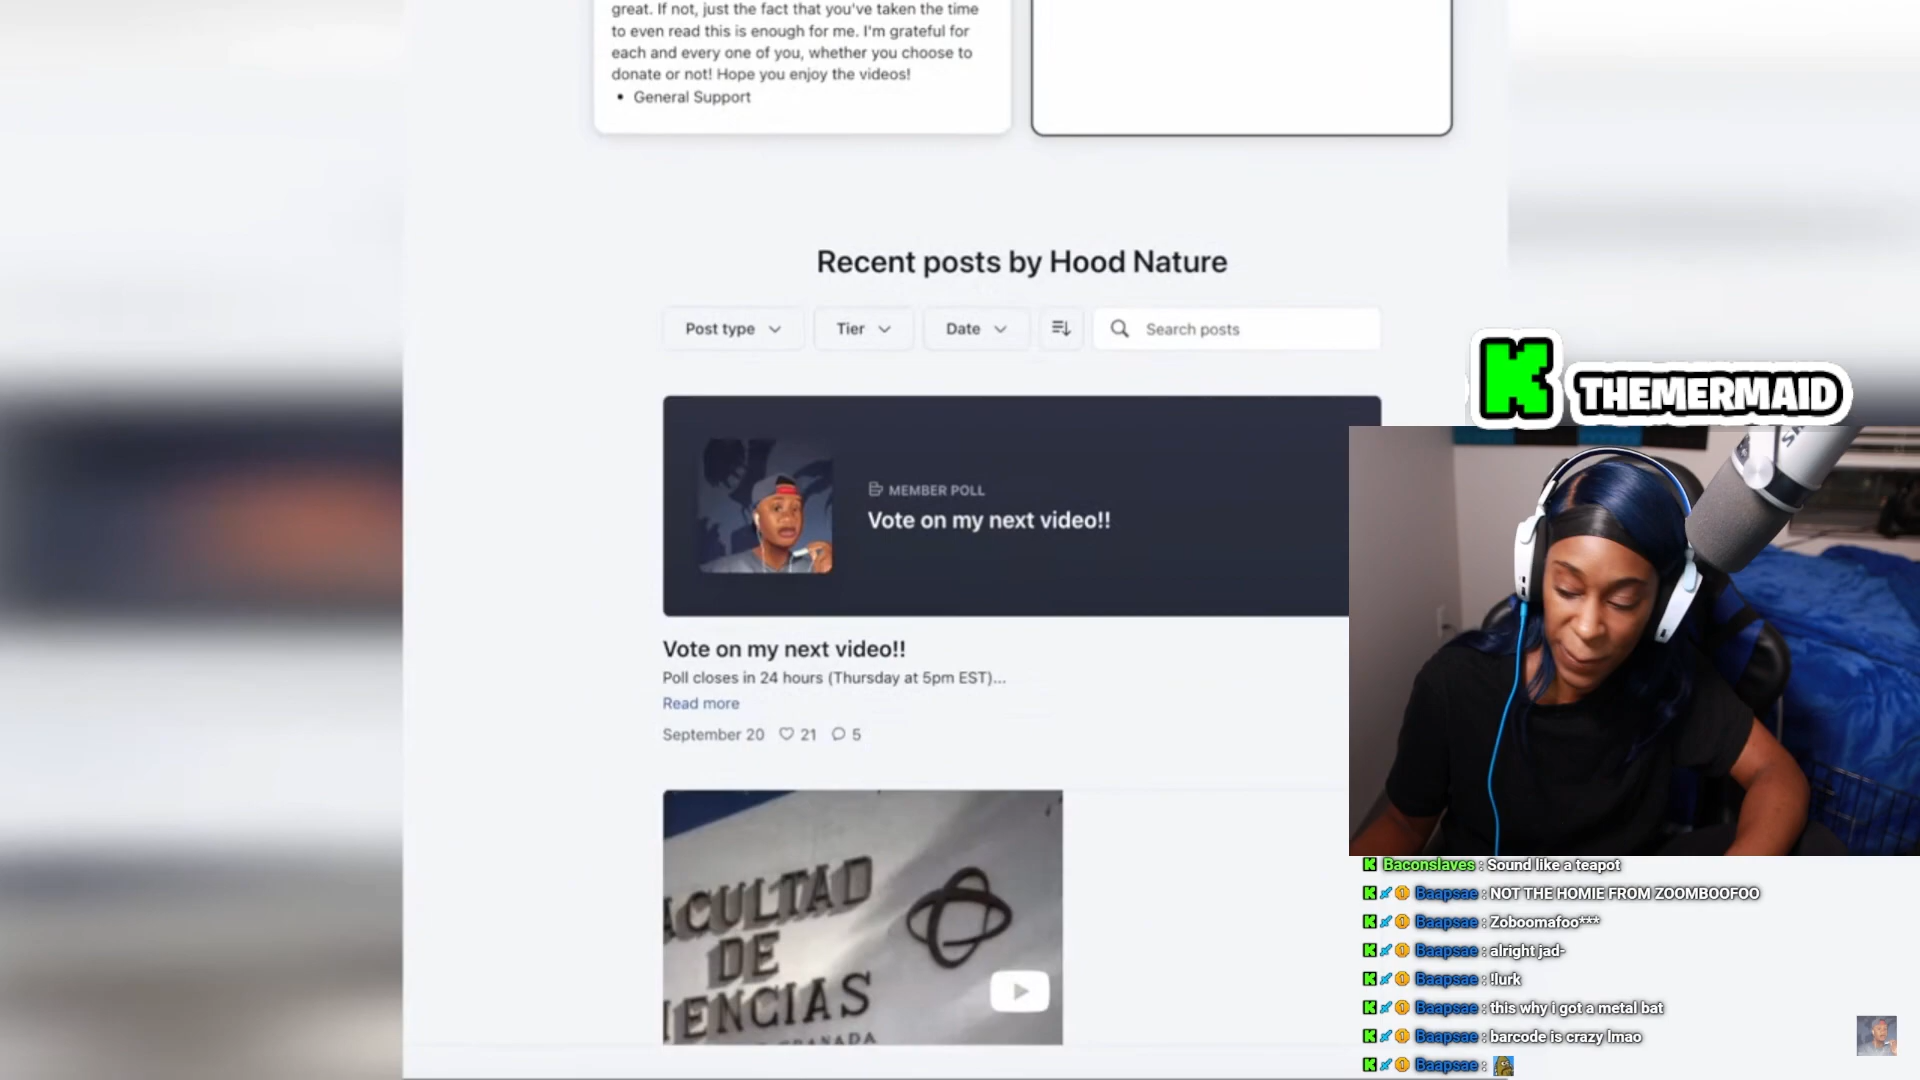 great. If not, just the fact that you've taken the time
to even read this is enough for me. I'm grateful for
each and every one of you, whether you choose to
donate or not! Hope you enjoy the videos!
• General Support
Recent posts by Hood Nature
Post type
Tier
Date
Search posts
MEMBER POLL
Vote on my next video!!
Vote on my next video!!
Poll closes in 24 hours (Thursday at 5pm EST)...
Read more
September 20
21
5
ACULTAD
DE
IENCIAS
GRANADA
K THEMERMAID
Baconslaves : Sound like a teapot
Baapsae : NOT THE HOMIE FROM ZOOMBOOFOO
Baapsae : Zoboomafoo***
Baapsae : alright jad-
Baapsae : !lurk
Baapsae : this why i got a metal bat
Baapsae : barcode is crazy lmao
Baapsae :